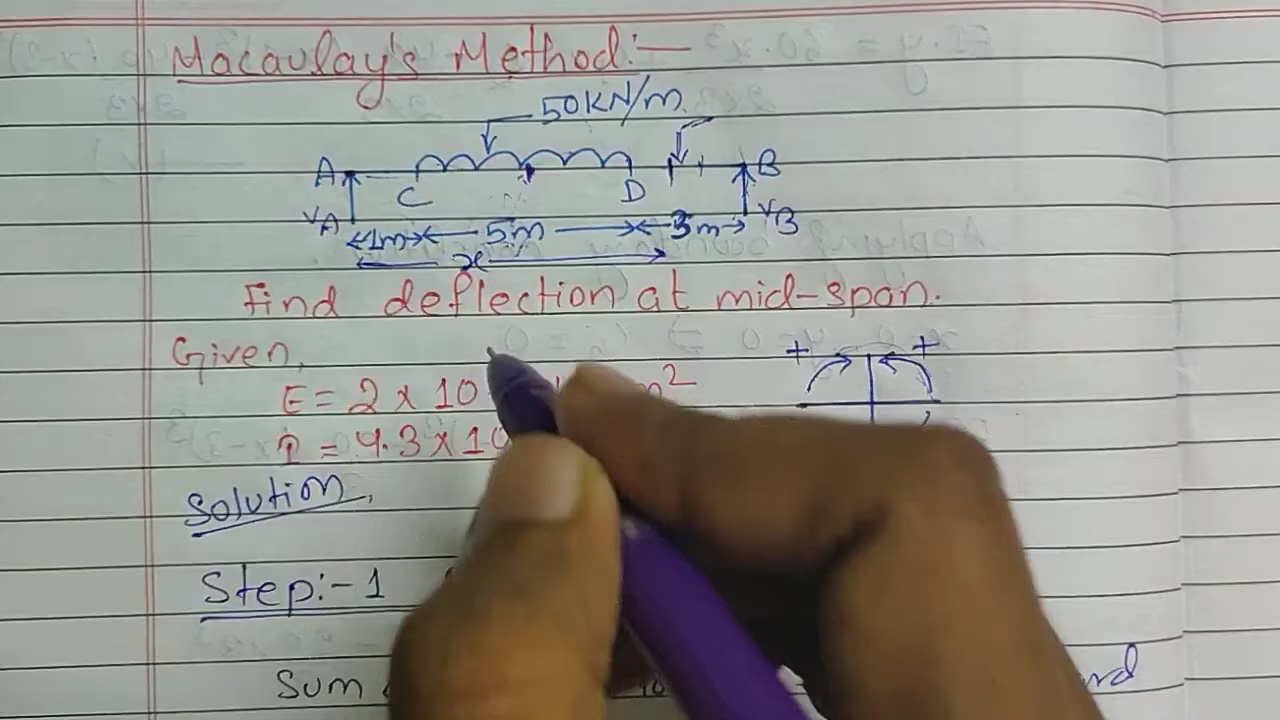 Macaulay's Method:-
50KN/m
A B
C D
VA VB
1m 5m 3m
x
Find deflection at mid-span.
Given,
+ +
E = 2 × 10
I = 4.3×10
Solution,
Step:-1
Sum